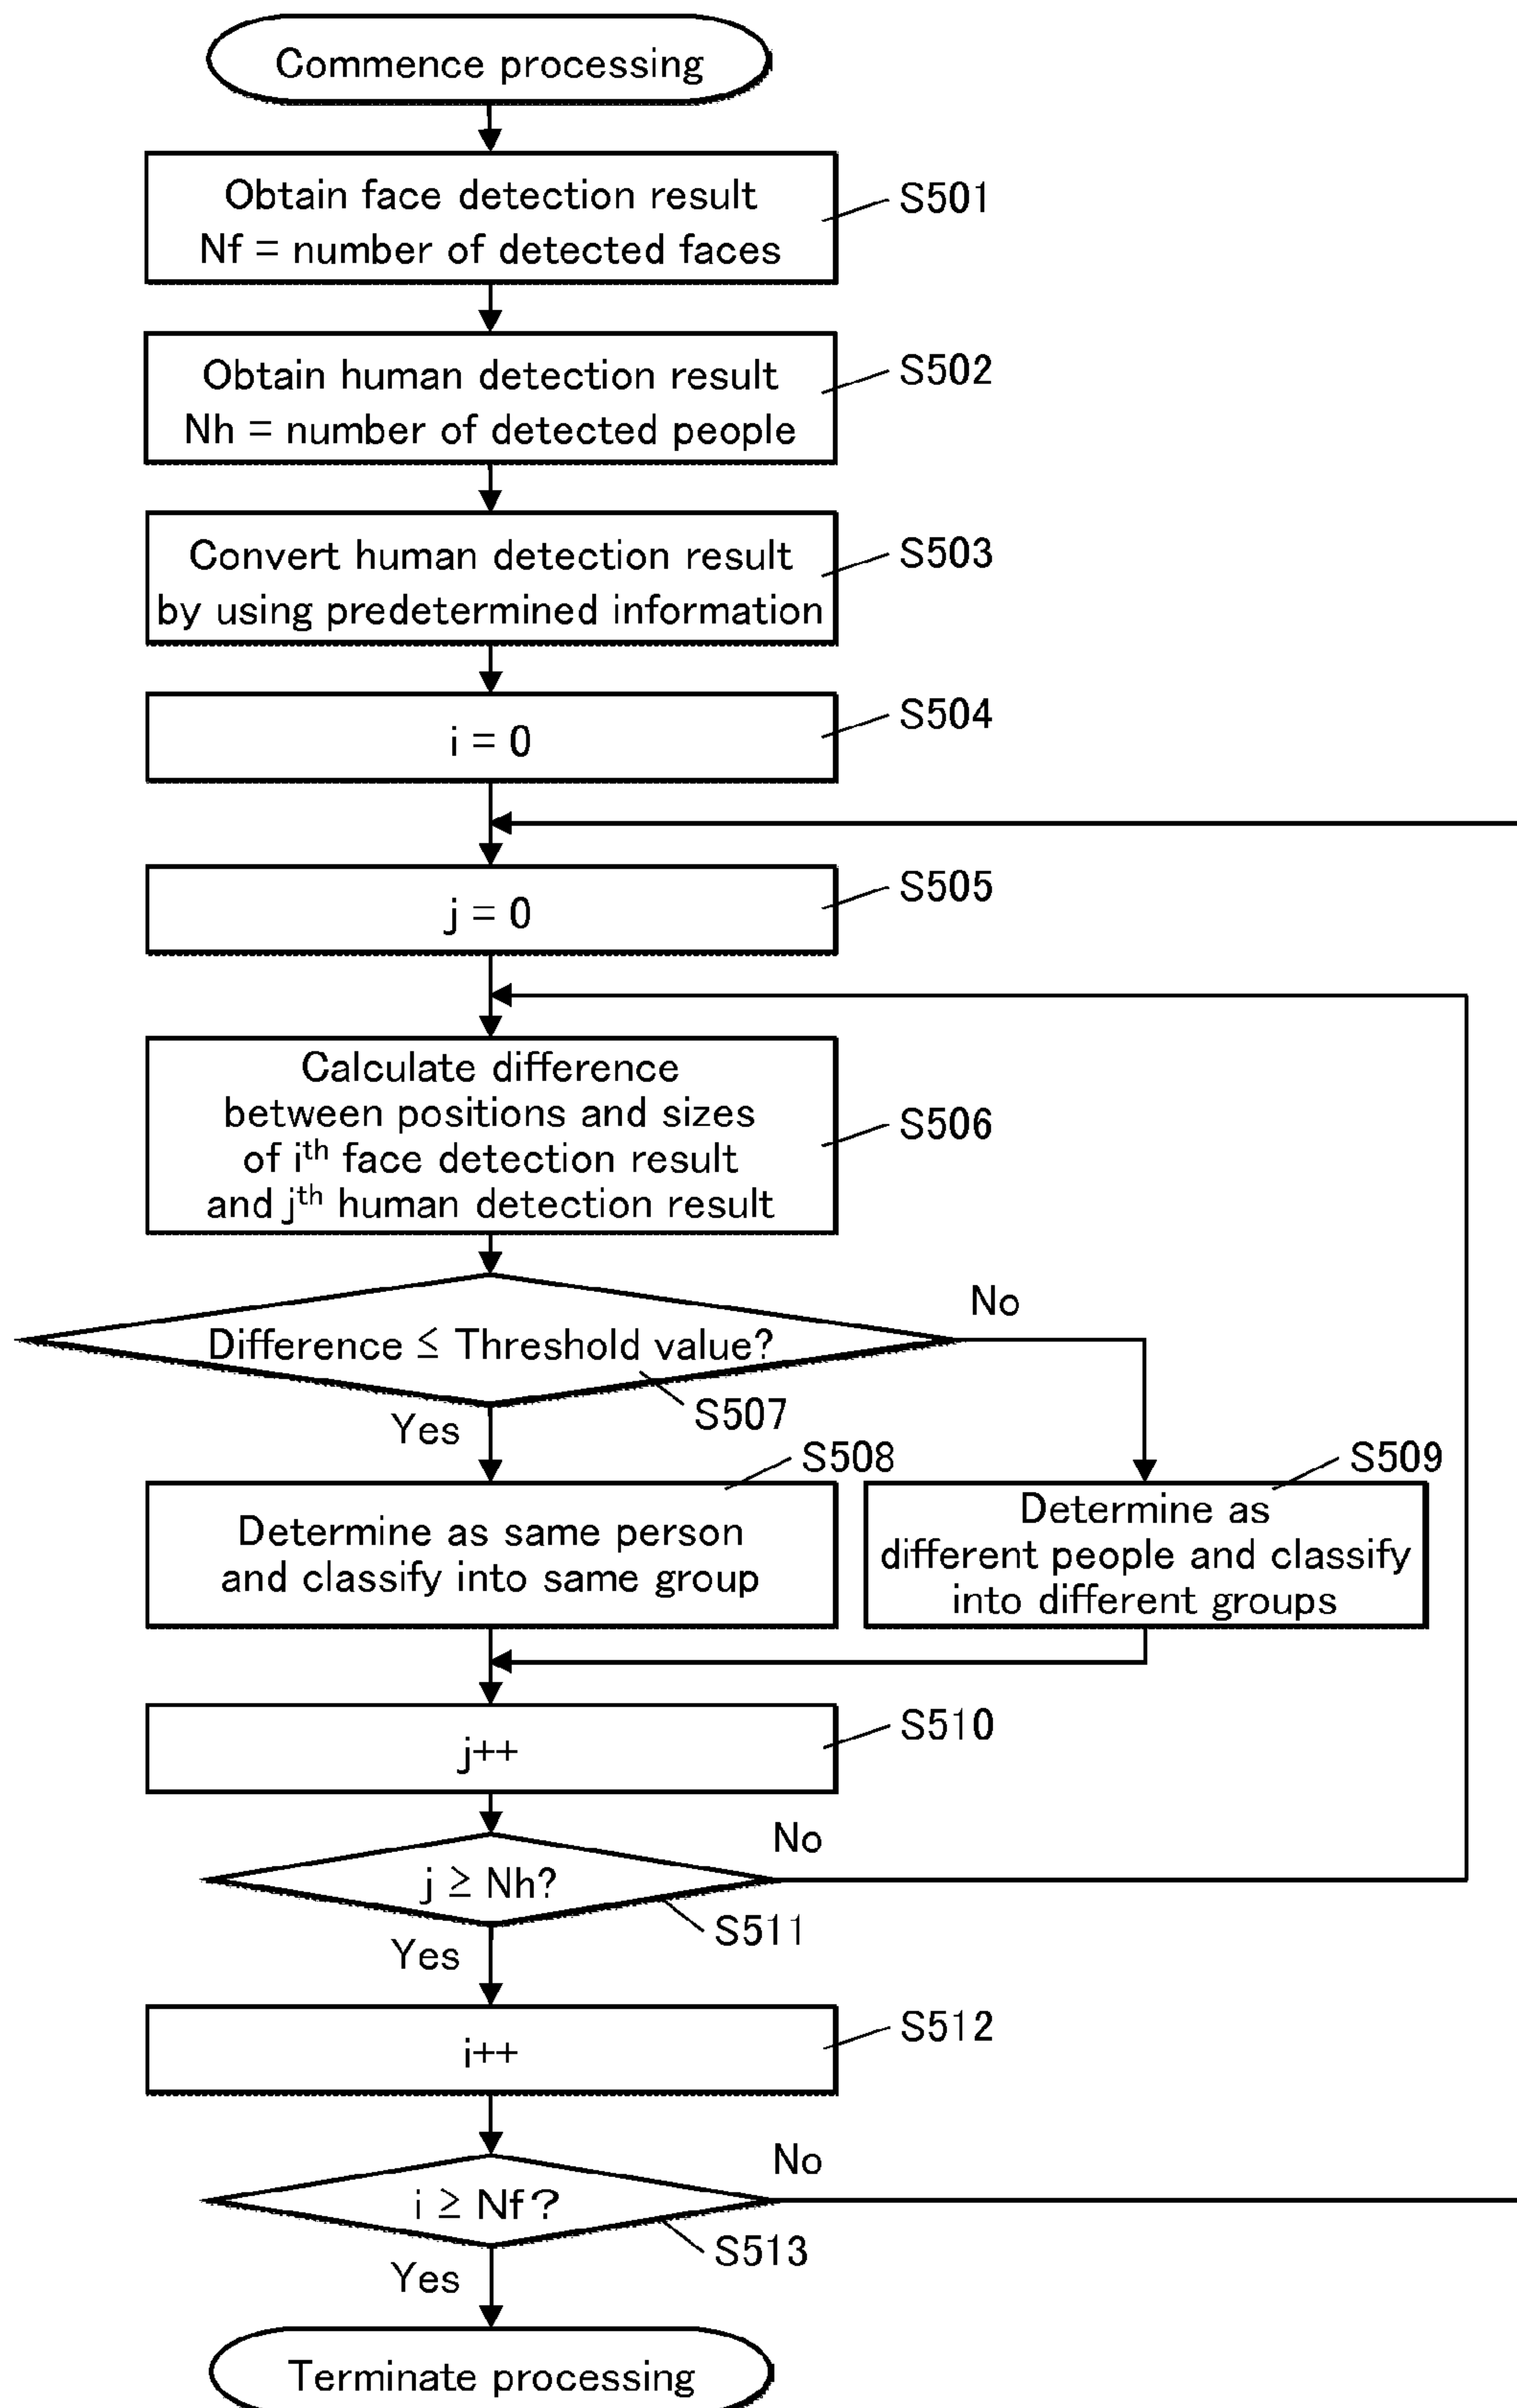 Commence processing
Obtain face detection result
Nf = number of detected faces
S501
Obtain human detection result
Nh = number of detected people
S502
Convert human detection result
by using predetermined information
S503
i = 0
S504
j = 0
S505
Calculate difference
between positions and sizes
of ith face detection result
and jth human detection result
S506
Difference ≤ Threshold value?
No
S507
Yes
S508
Determine as same person
and classify into same group
S509
Determine as
different people and classify
into different groups
j++
S510
j ≥ Nh?
No
S511
Yes
i++
S512
i ≥ Nf?
No
S513
Yes
Terminate processing